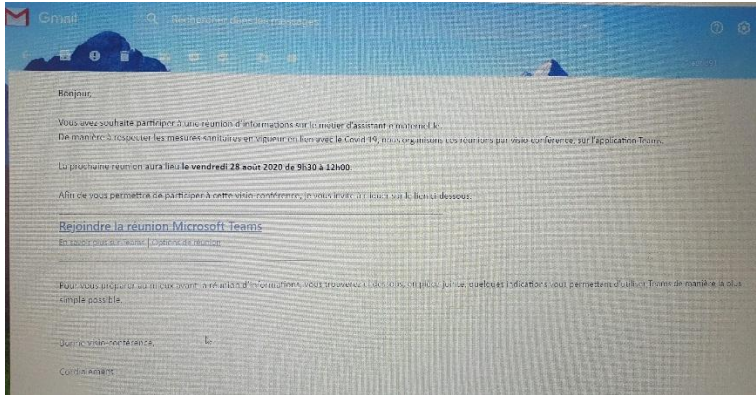 Gmail
Rechercher dans les messages
Bonjour,
Vous avez souhaité participer à une réunion d'informations sur le métier d'assistant.e maternel.le.
De manière à respecter les mesures sanitaires en vigueur en lien avec le Covid 19, nous organisons ces réunions par visio-conférence, sur l'application Teams.
La prochaine réunion aura lieu le vendredi 28 août 2020 de 9h30 à 12h00.
Afin de vous permettre de participer à cette visio-conférence, je vous invite à cliquer sur le lien ci-dessous.
Rejoindre la réunion Microsoft Teams
En savoir plus sur Teams | Options de réunion
Pour vous préparer au mieux avant la réunion d'informations, vous trouverez ci-dessous, en pièce jointe, quelques indications vous permettant d'utiliser Teams de manière la plus
simple possible.
Bonne visio-conférence,
Cordialement